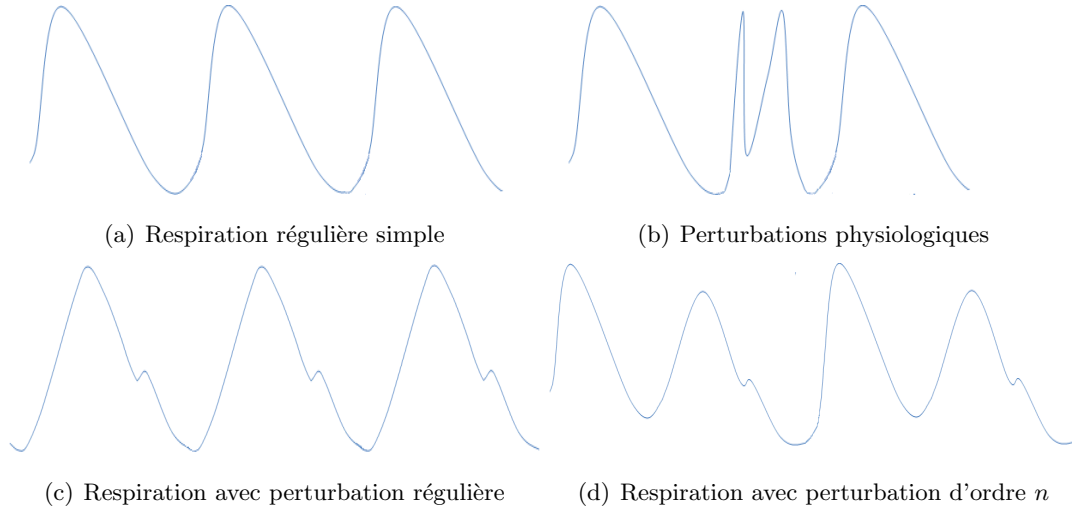 (a) Respiration régulière simple
(b) Perturbations physiologiques
(c) Respiration avec perturbation régulière
(d) Respiration avec perturbation d'ordre n